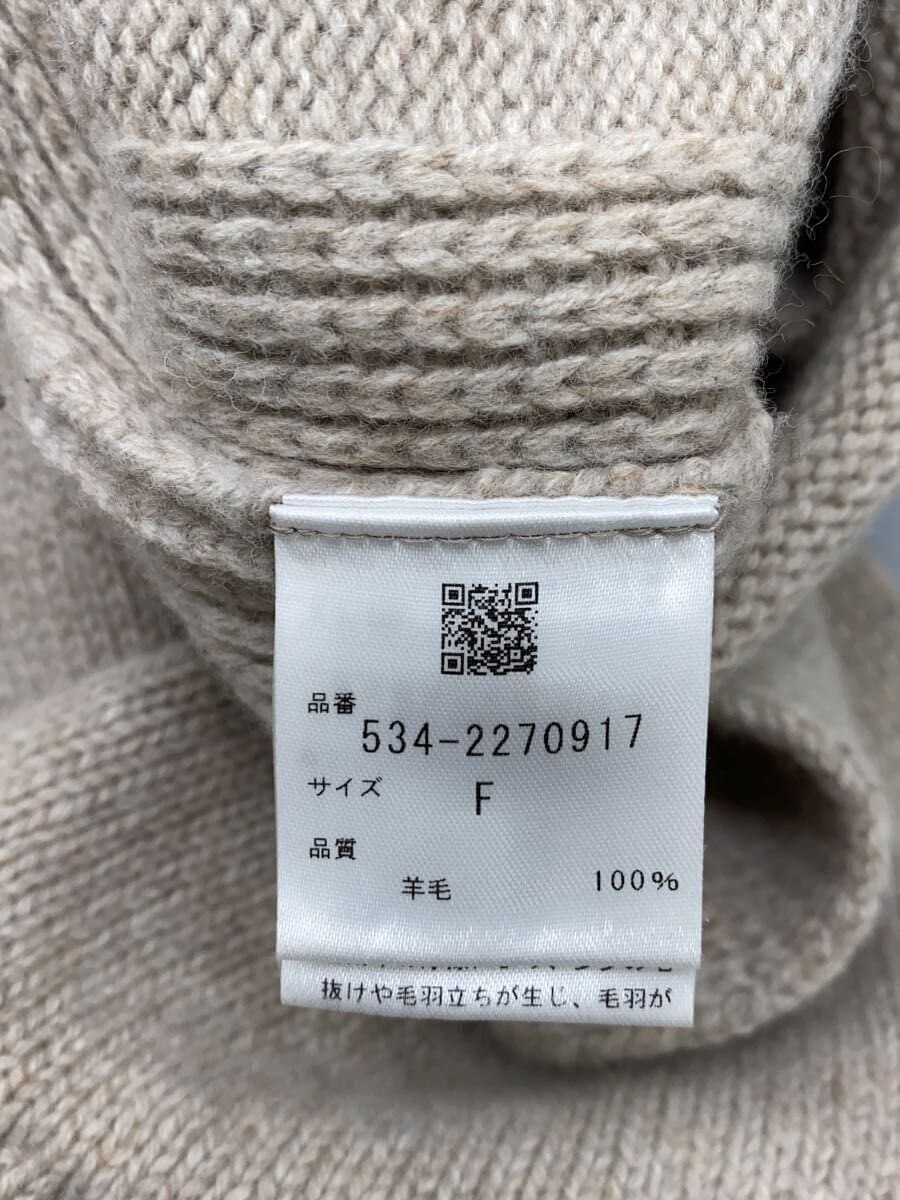 品番
534-2270917
サイズ
F
品質
羊毛 100%
抜けや毛羽立ちが生じ、毛羽が